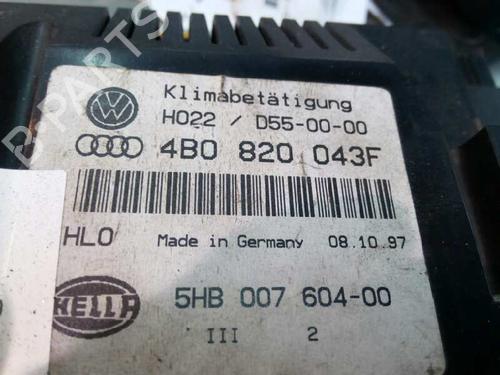 Klimabetätigung
H022 / D55-00-00
4B0 820 043F
HLO Made in Germany 08.10.97
HELLA 5HB 007 604-00
III 2
B-PARTS